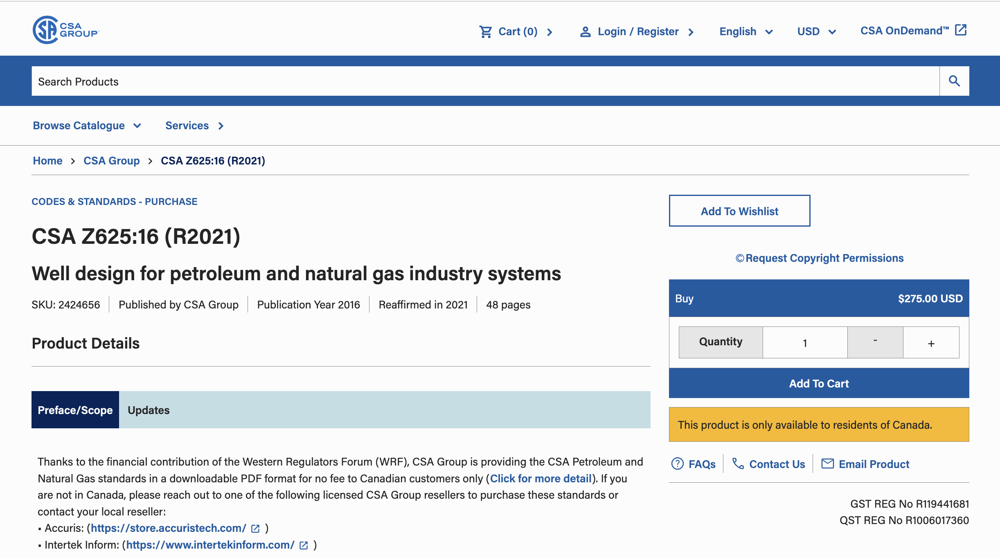 CSA
GROUP™
Cart (0)
Login / Register
English
USD
CSA OnDemand™
Search Products
Browse Catalogue
Services
Home > CSA Group > CSA Z625:16 (R2021)
CODES & STANDARDS - PURCHASE
CSA Z625:16 (R2021)
Well design for petroleum and natural gas industry systems
SKU: 2424656 | Published by CSA Group | Publication Year 2016 | Reaffirmed in 2021 | 48 pages
Product Details
Preface/Scope
Updates
Thanks to the financial contribution of the Western Regulators Forum (WRF), CSA Group is providing the CSA Petroleum and
Natural Gas standards in a downloadable PDF format for no fee to Canadian customers only (Click for more detail). If you
are not in Canada, please reach out to one of the following licensed CSA Group resellers to purchase these standards or
contact your local reseller:
▪ Accuris: (https://store.accuristech.com/ )
▪ Intertek Inform: (https://www.intertekinform.com/ )
Add To Wishlist
©Request Copyright Permissions
Buy $275.00 USD
Quantity 1 - +
Add To Cart
This product is only available to residents of Canada.
FAQs | Contact Us | Email Product
GST REG No R119441681
QST REG No R1006017360